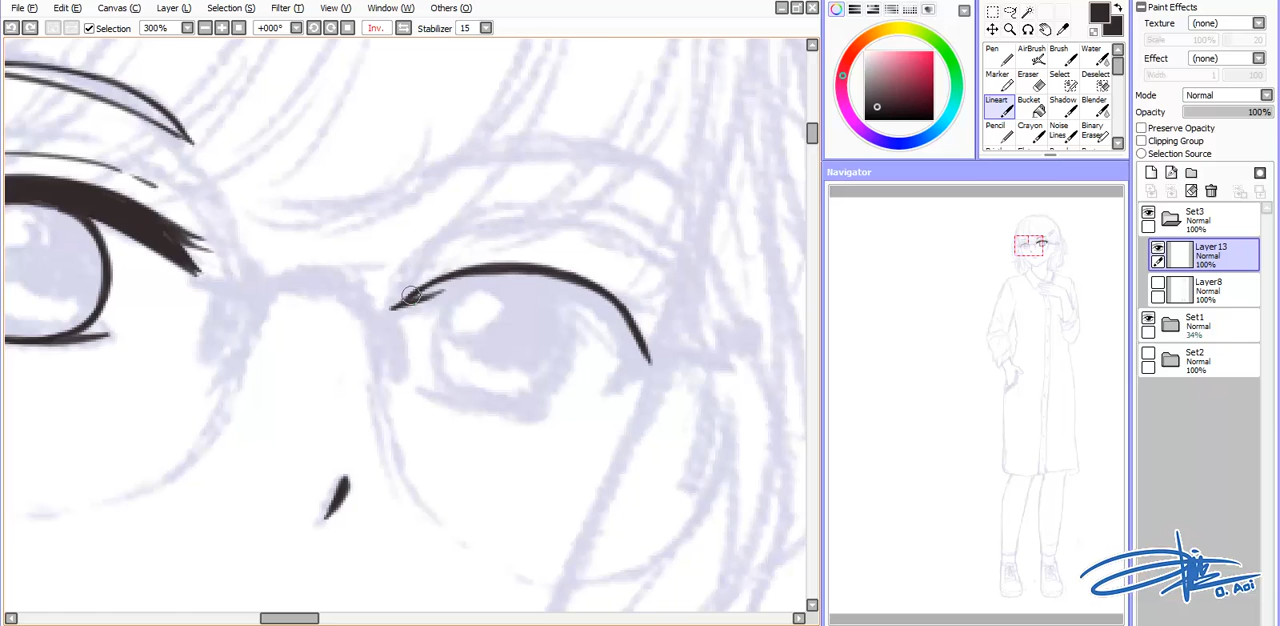 File (F) Edit (E) Canvas (C) Layer (L) Selection (S) Filter (T) View (V) Window (W) Others (O)
Selection 300% +000° Inv. Stabilizer 15
Pen AirBrush Brush Water
Marker Eraser Select Deselect
Lineart Bucket Shadow Blender
Pencil Crayon Noise Lines Binary Eraser
Navigator
Paint Effects
Texture (none)
Scale 100% 20
Effect (none)
Width 1 100
Mode Normal
Opacity 100%
Preserve Opacity
Clipping Group
Selection Source
Set3
Normal
100%
Layer13
Normal
100%
Layer8
Normal
100%
Set1
Normal
34%
Set2
Normal
100%
O. Aoi